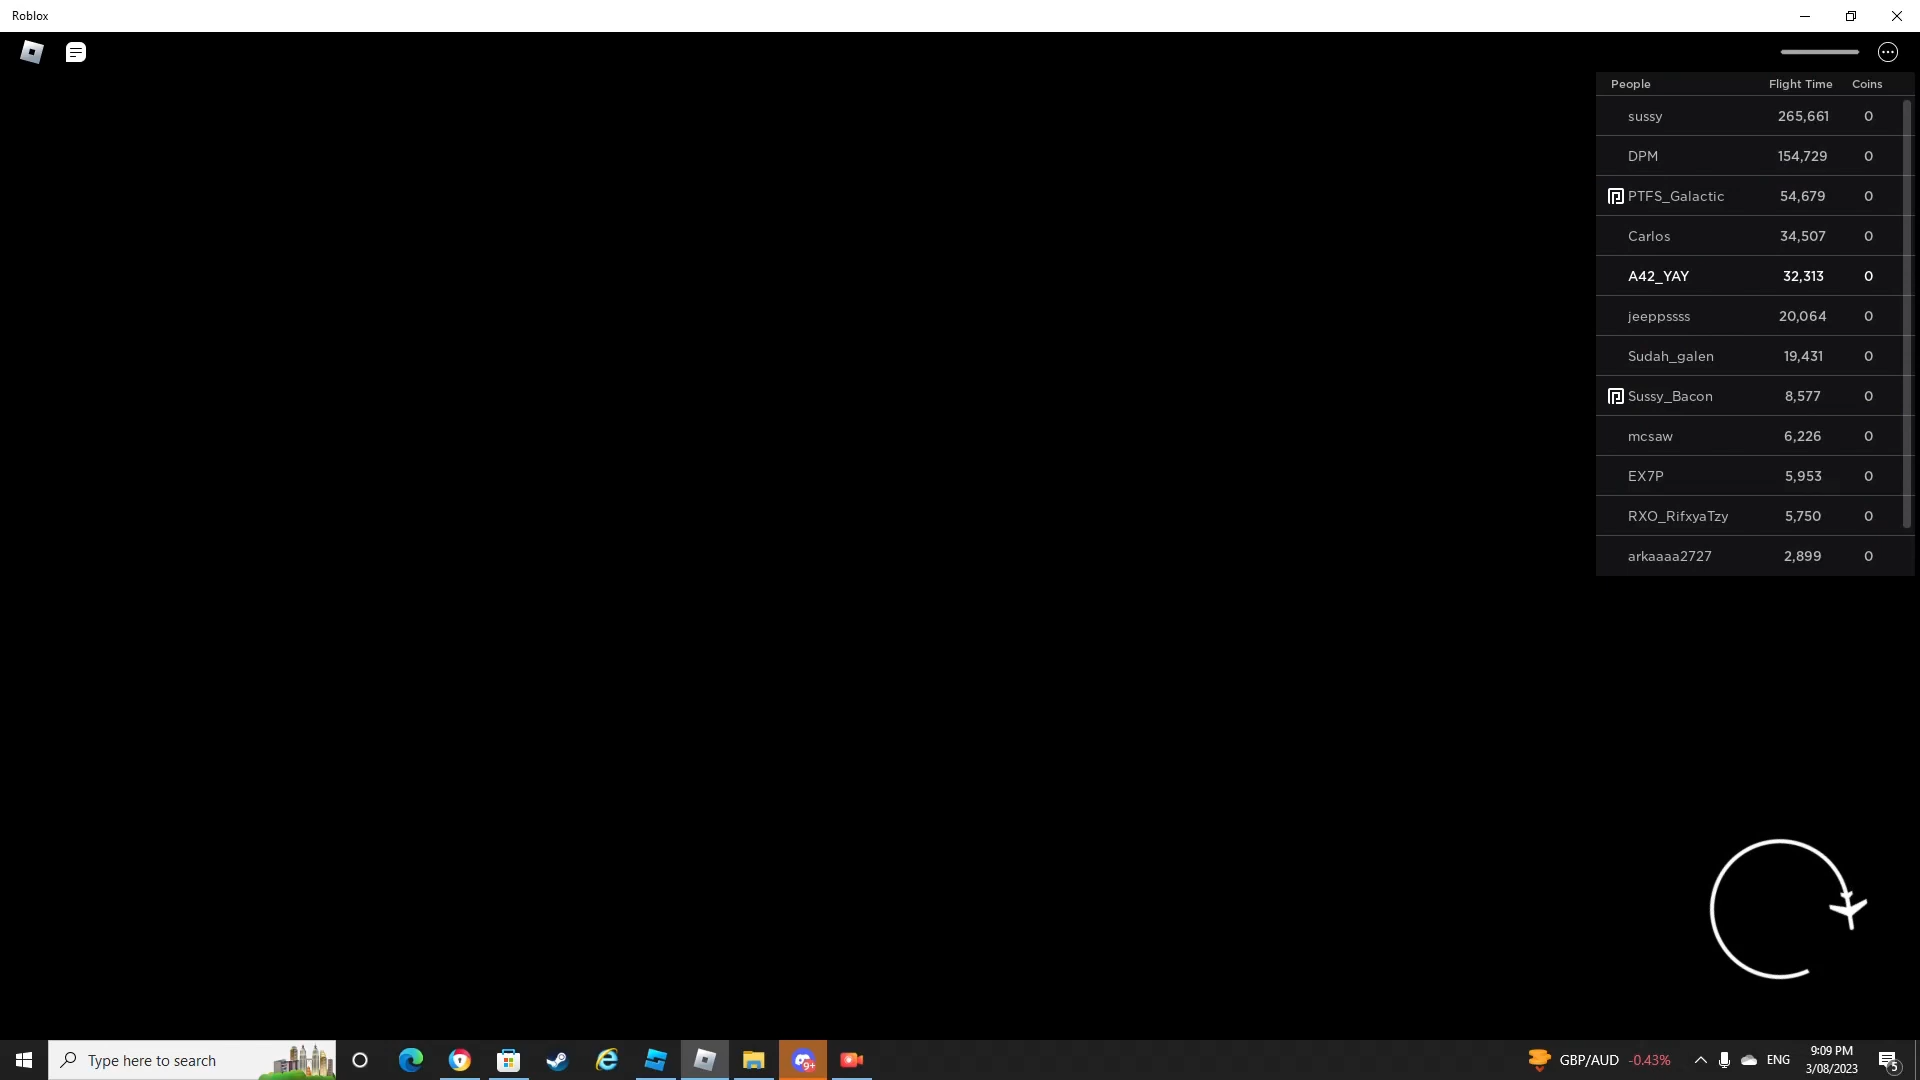 Roblox
People Flight Time Coins
sussy 265,661 0
DPM 154,729 0
PTFS_Galactic 54,679 0
Carlos 34,507 0
A42_YAY 32,313 0
jeeppssss 20,064 0
Sudah_galen 19,431 0
Sussy_Bacon 8,577 0
mcsaw 6,226 0
EX7P 5,953 0
RXO_RifxyaTzy 5,750 0
arkaaaa2727 2,899 0
Type here to search
9+
GBP/AUD -0.43%
ENG
9:09 PM
3/08/2023
5